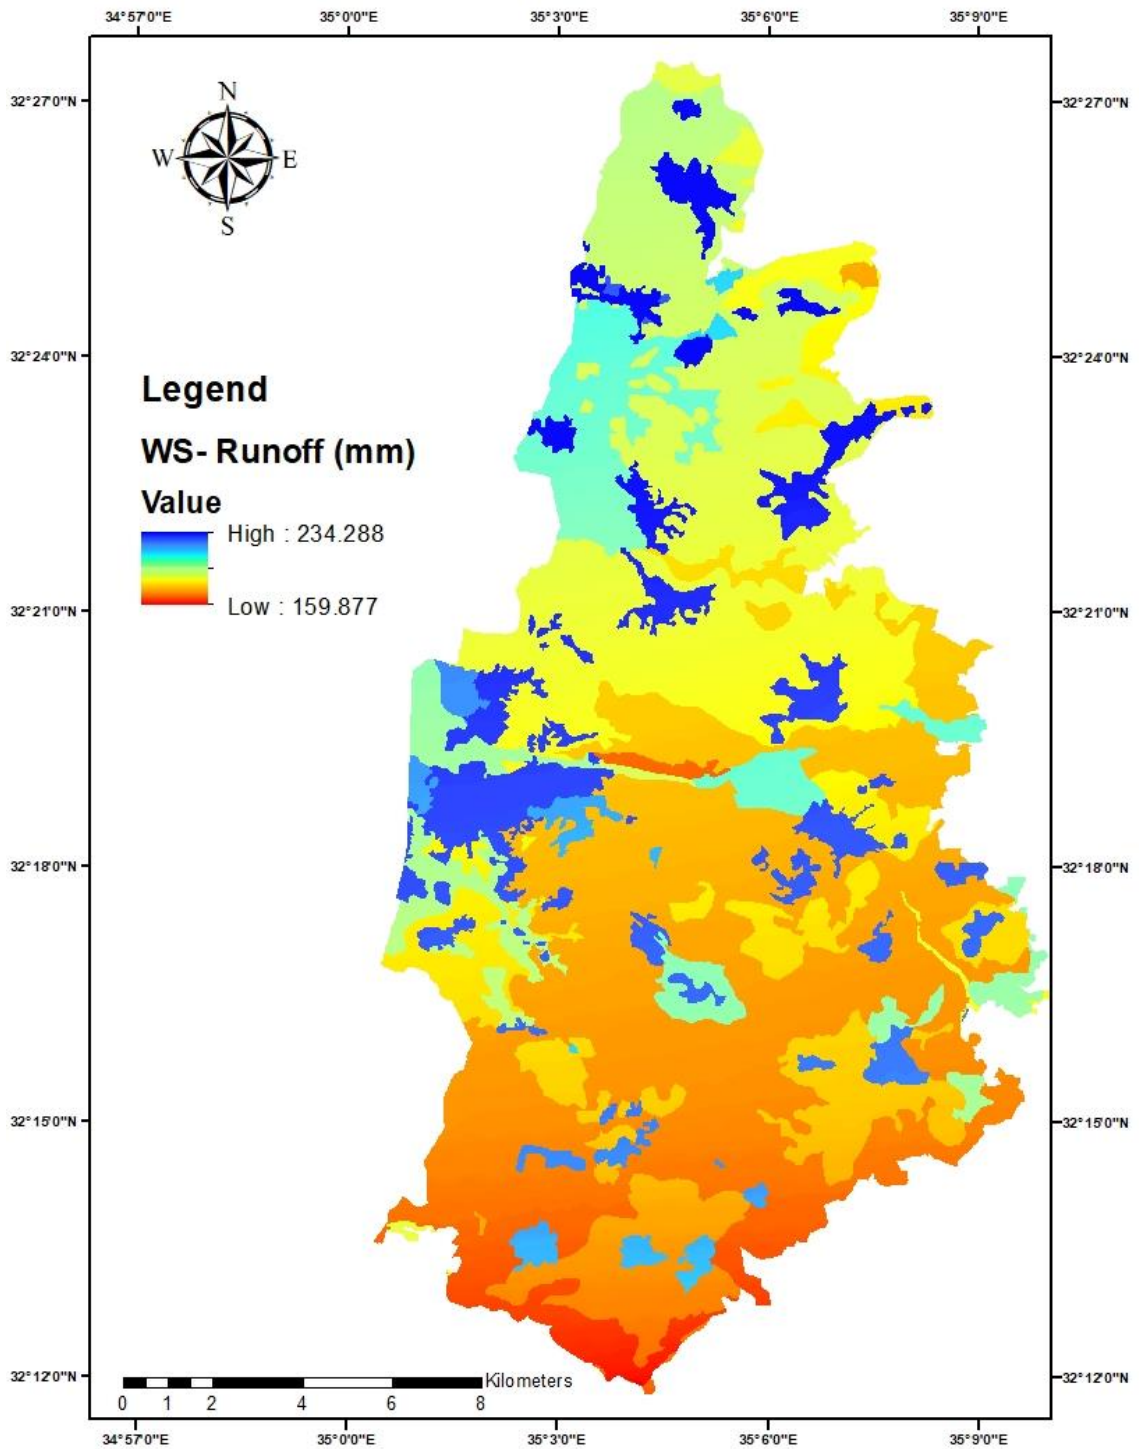 34°57'0"E 35°0'0"E 35°3'0"E 35°6'0"E 35°9'0"E
32°27'0"N 32°27'0"N
N
W E
S
32°24'0"N 32°24'0"N
Legend
WS- Runoff (mm)
Value
High : 234.288
Low : 159.877
32°21'0"N 32°21'0"N
32°18'0"N 32°18'0"N
32°15'0"N 32°15'0"N
32°12'0"N 32°12'0"N
Kilometers
0 1 2 4 6 8
34°57'0"E 35°0'0"E 35°3'0"E 35°6'0"E 35°9'0"E